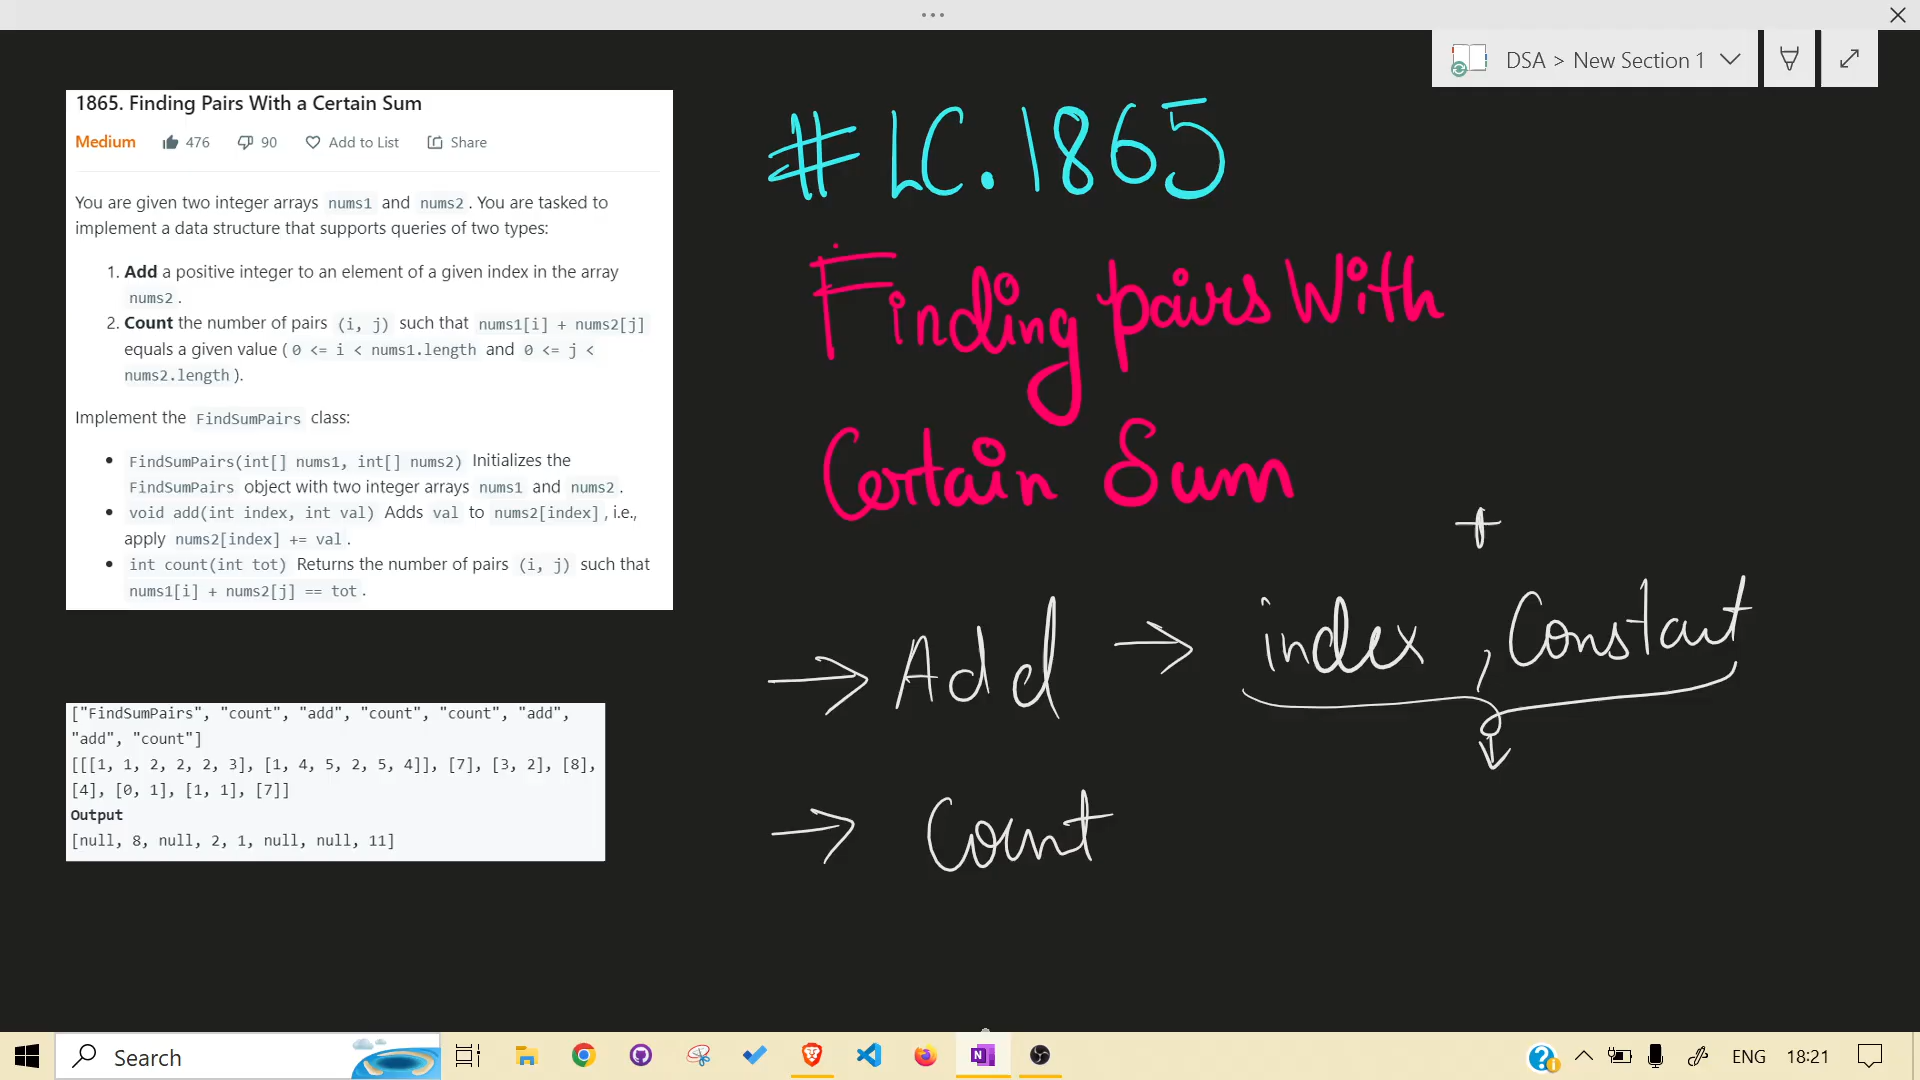 DSA > New Section 1
1865. Finding Pairs With a Certain Sum
Medium 476 90 Add to List Share
You are given two integer arrays nums1 and nums2. You are tasked to
implement a data structure that supports queries of two types:
1. Add a positive integer to an element of a given index in the array
nums2.
2. Count the number of pairs (i, j) such that nums1[i] + nums2[j]
equals a given value (0 <= i < nums1.length and 0 <= j <
nums2.length).
Implement the FindSumPairs class:
• FindSumPairs(int[] nums1, int[] nums2) Initializes the
FindSumPairs object with two integer arrays nums1 and nums2.
• void add(int index, int val) Adds val to nums2[index], i.e.,
apply nums2[index] += val.
• int count(int tot) Returns the number of pairs (i, j) such that
nums1[i] + nums2[j] == tot.
["FindSumPairs", "count", "add", "count", "count", "add",
"add", "count"]
[[[1, 1, 2, 2, 2, 3], [1, 4, 5, 2, 5, 4]], [7], [3, 2], [8],
[4], [0, 1], [1, 1], [7]]
Output
[null, 8, null, 2, 1, null, null, 11]
#LC.1865
Finding pairs With
Certain Sum
+
→ Add → index, Constant
→ Count
Search
ENG 18:21